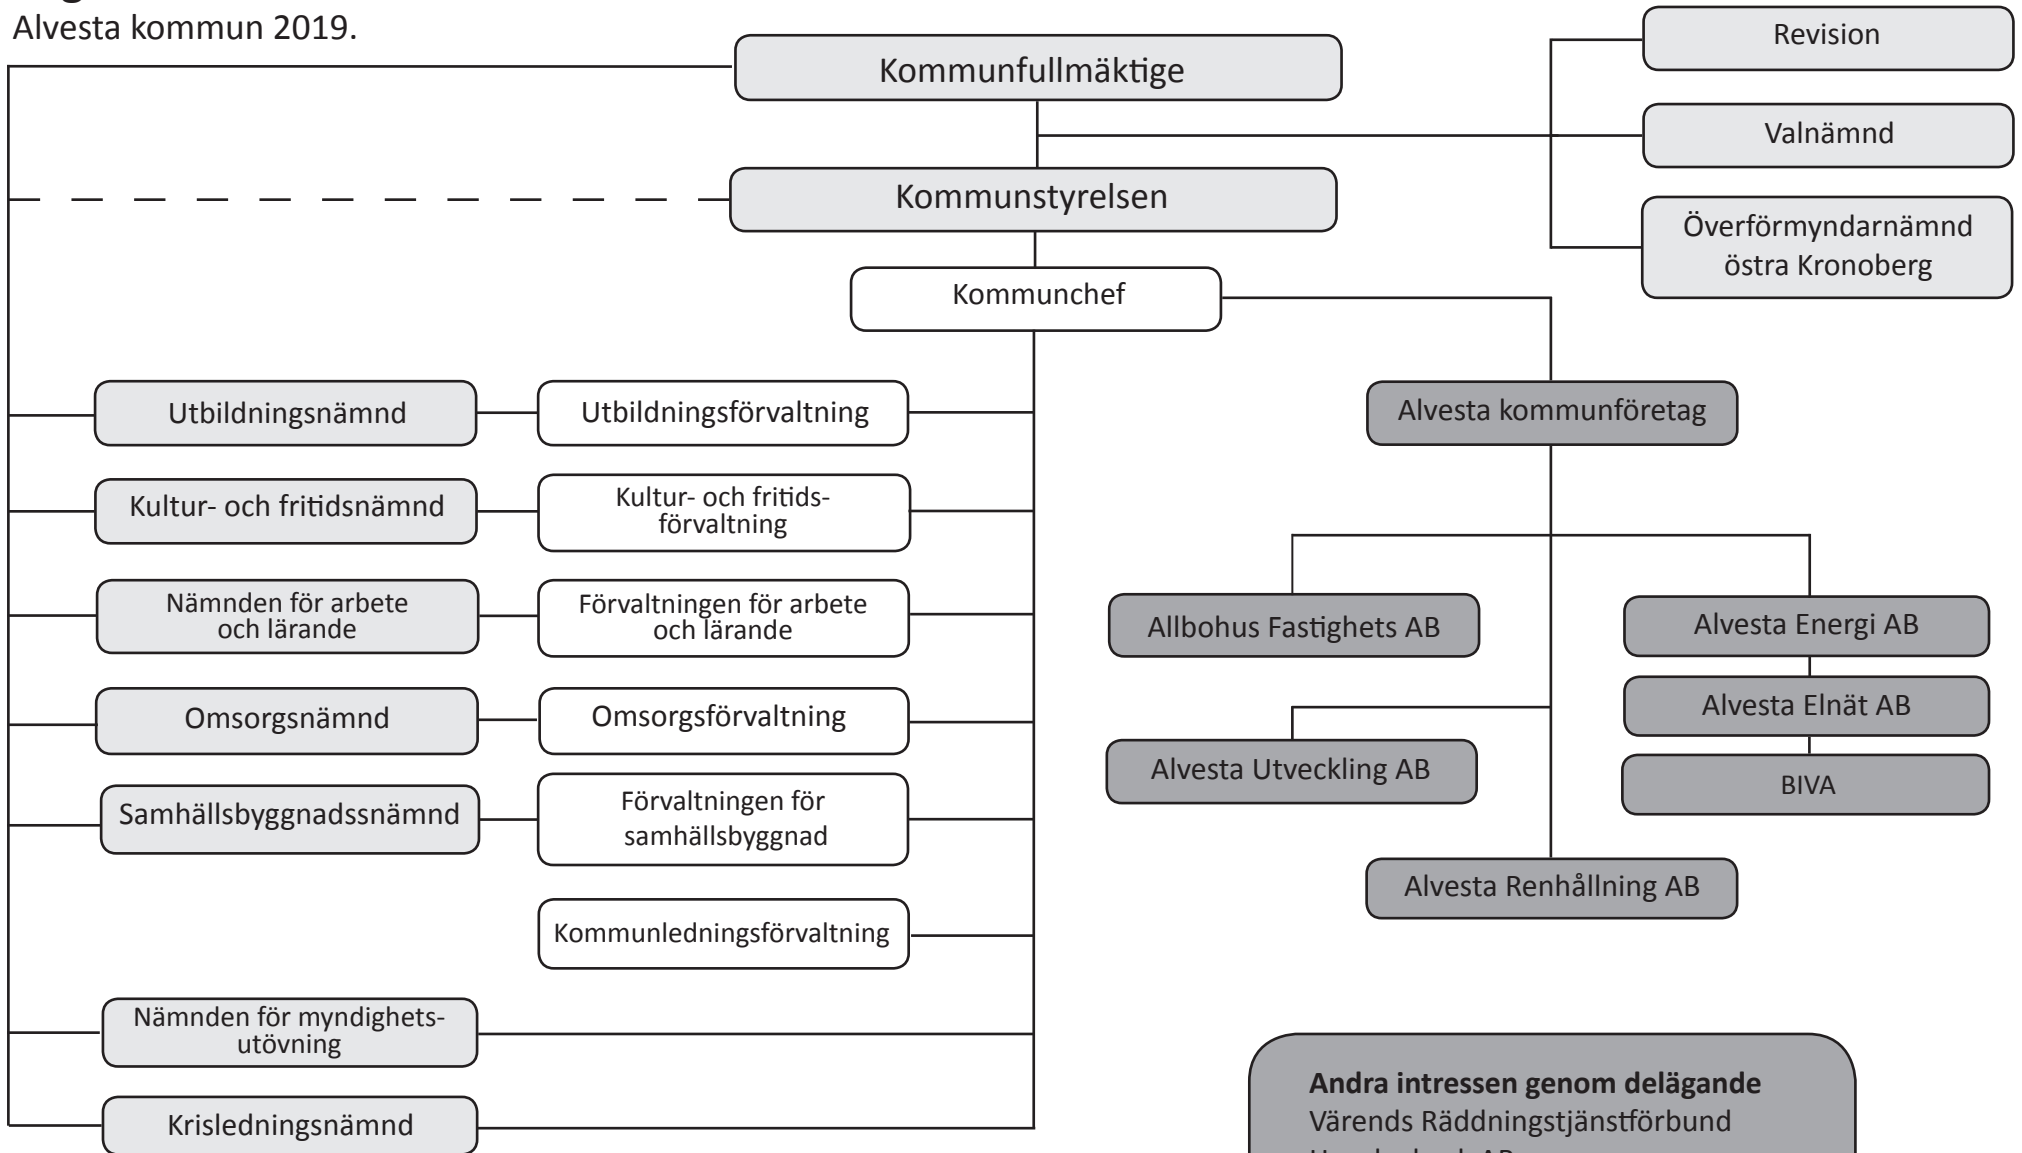 Alvesta kommun 2019.
Kommunfullmäktige
Revision
Valnämnd
Överförmyndarnämnd
östra Kronoberg
Kommunstyrelsen
Kommunchef
Utbildningsnämnd
Utbildningsförvaltning
Kultur- och fritidsnämnd
Kultur- och fritids-
förvaltning
Nämnden för arbete
och lärande
Förvaltningen för arbete
och lärande
Omsorgsnämnd
Omsorgsförvaltning
Samhällsbyggnadssnämnd
Förvaltningen för
samhällsbyggnad
Kommunledningsförvaltning
Nämnden för myndighets-
utövning
Krisledningsnämnd
Alvesta kommunföretag
Allbohus Fastighets AB
Alvesta Energi AB
Alvesta Elnät AB
BIVA
Alvesta Utveckling AB
Alvesta Renhållning AB
Andra intressen genom delägande
Värends Räddningstjänstförbund